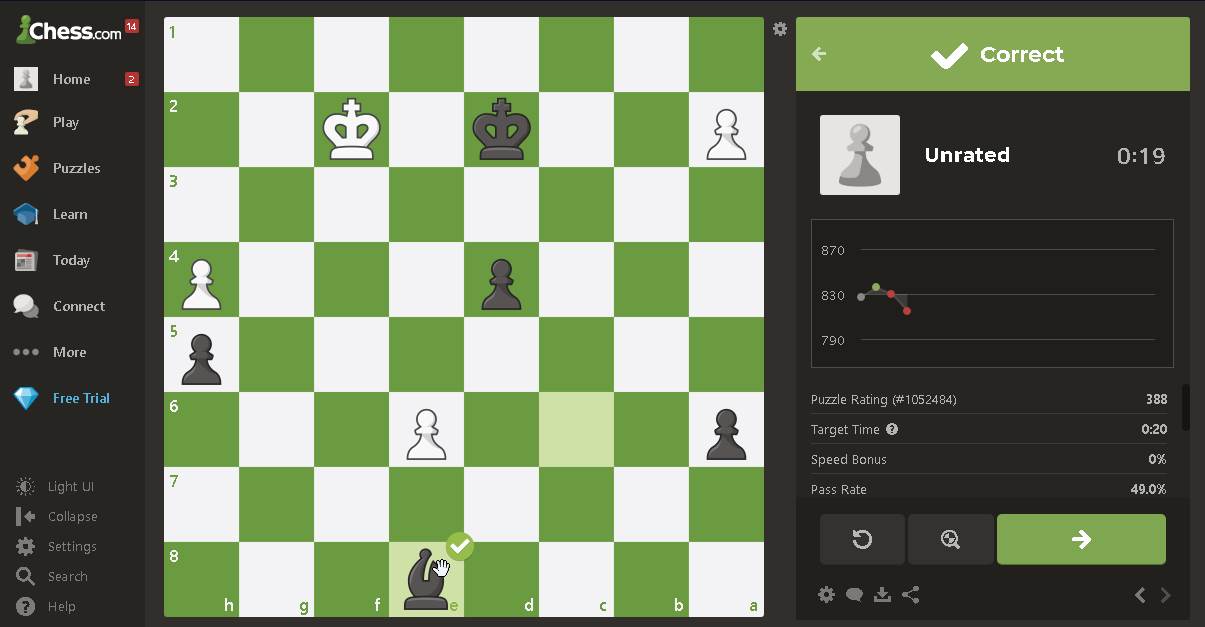 Chess.com 14
Home 2
Play
Puzzles
Learn
Today
Connect
More
Free Trial
Light UI
Collapse
Settings
Search
Help
1
2
3
4
5
6
7
8
h g f e d c b a
Correct
Unrated 0:19
870
830
790
Puzzle Rating (#1052484) 388
Target Time ? 0:20
Speed Bonus 0%
Pass Rate 49.0%